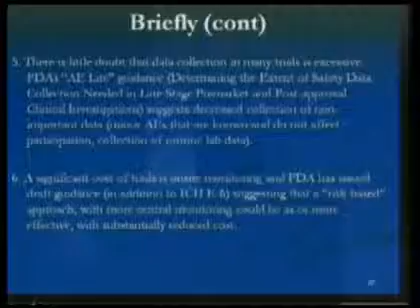 Briefly (cont)
5. There is little doubt that data collection in many trials is excessive
FDA's "AE Lite" guidance (Determining the Extent of Safety Data
Collection Needed in Late Stage Premarket and Post-approval
Clinical Investigations) suggests decreased collection of non-
important data (minor AEs that are known and do not affect
participation, collection of routine lab data).
6. A significant cost of trials is onsite monitoring and FDA has issued
draft guidance (in addition to ICH E 6) suggesting that a "risk based"
approach, with more central monitoring could be as or more
effective, with substantially reduced cost.